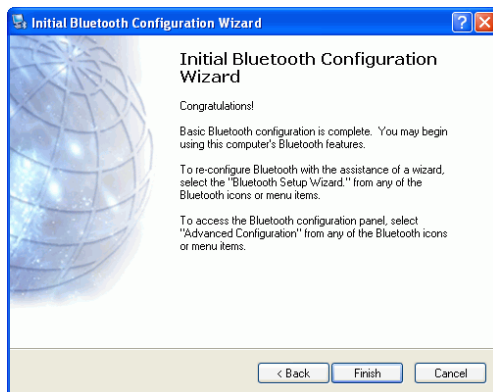 Initial Bluetooth Configuration Wizard
Initial Bluetooth Configuration
Wizard
Congratulations!
Basic Bluetooth configuration is complete. You may begin
using this computer's Bluetooth features.
To re-configure Bluetooth with the assistance of a wizard,
select the "Bluetooth Setup Wizard." from any of the
Bluetooth icons or menu items.
To access the Bluetooth configuration panel, select
"Advanced Configuration" from any of the Bluetooth icons
or menu items.
< Back Finish Cancel